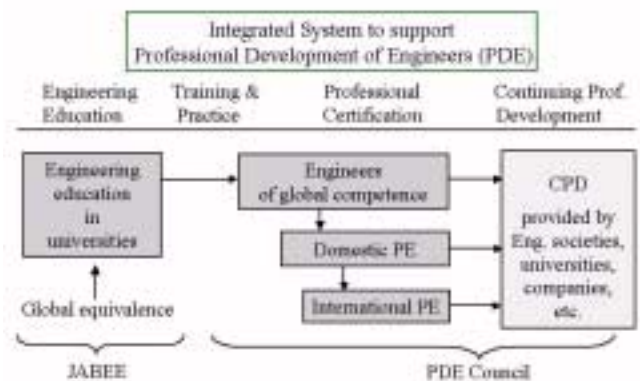 Integrated System to support
Professional Development of Engineers (PDE)
Engineering
Education
Training &
Practice
Professional
Certification
Continuing Prof.
Development
Engineering
education
in
universities
Engineers
of global competence
Domestic PE
International PE
CPD
provided by
Eng. societies,
universities,
companies,
etc.
Global equivalence
JABEE
PDE Council